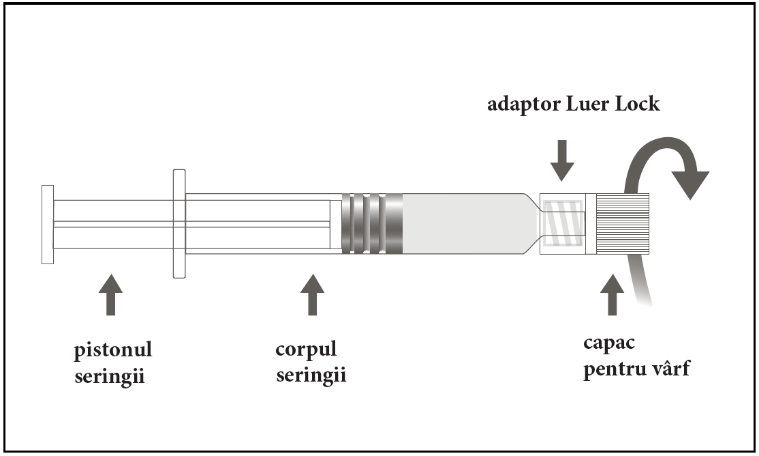 adaptor Luer Lock
pistonul
seringii
corpul
seringii
capac
pentru vârf